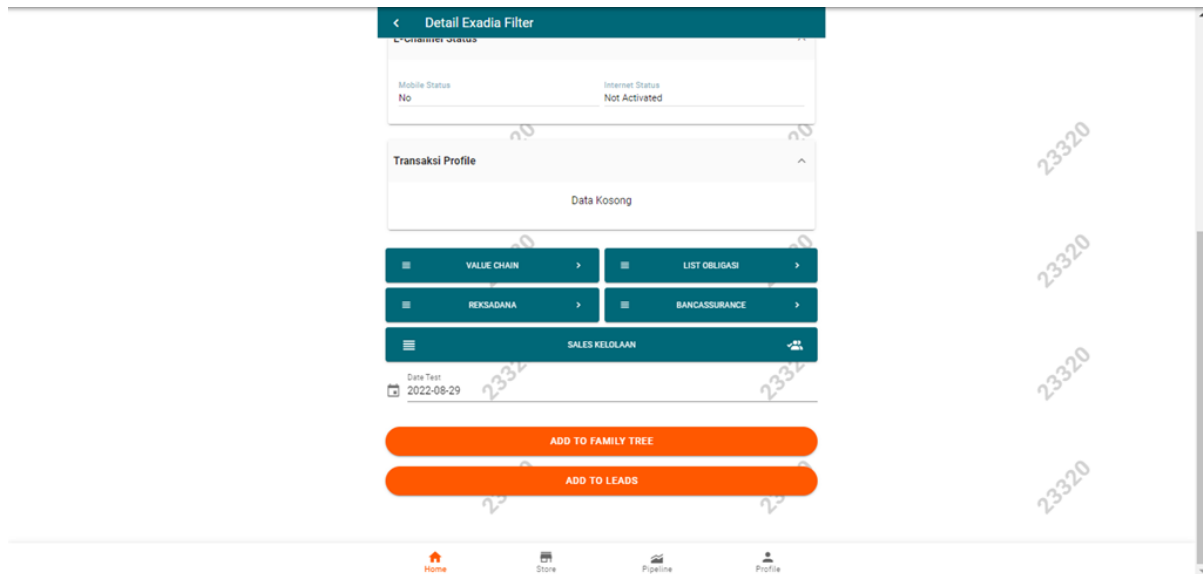 Detail Exadia Filter
E-Channel Status
Mobile Status
Internet Status
No
Not Activated
Transaksi Profile
Data Kosong
VALUE CHAIN
LIST OBLIGASI
REKSADANA
BANCASSURANCE
SALES KELOLAAN
Date Test
2022-08-29
ADD TO FAMILY TREE
ADD TO LEADS
Home
Store
Pipeline
Profile
23320
23320
23320
23320